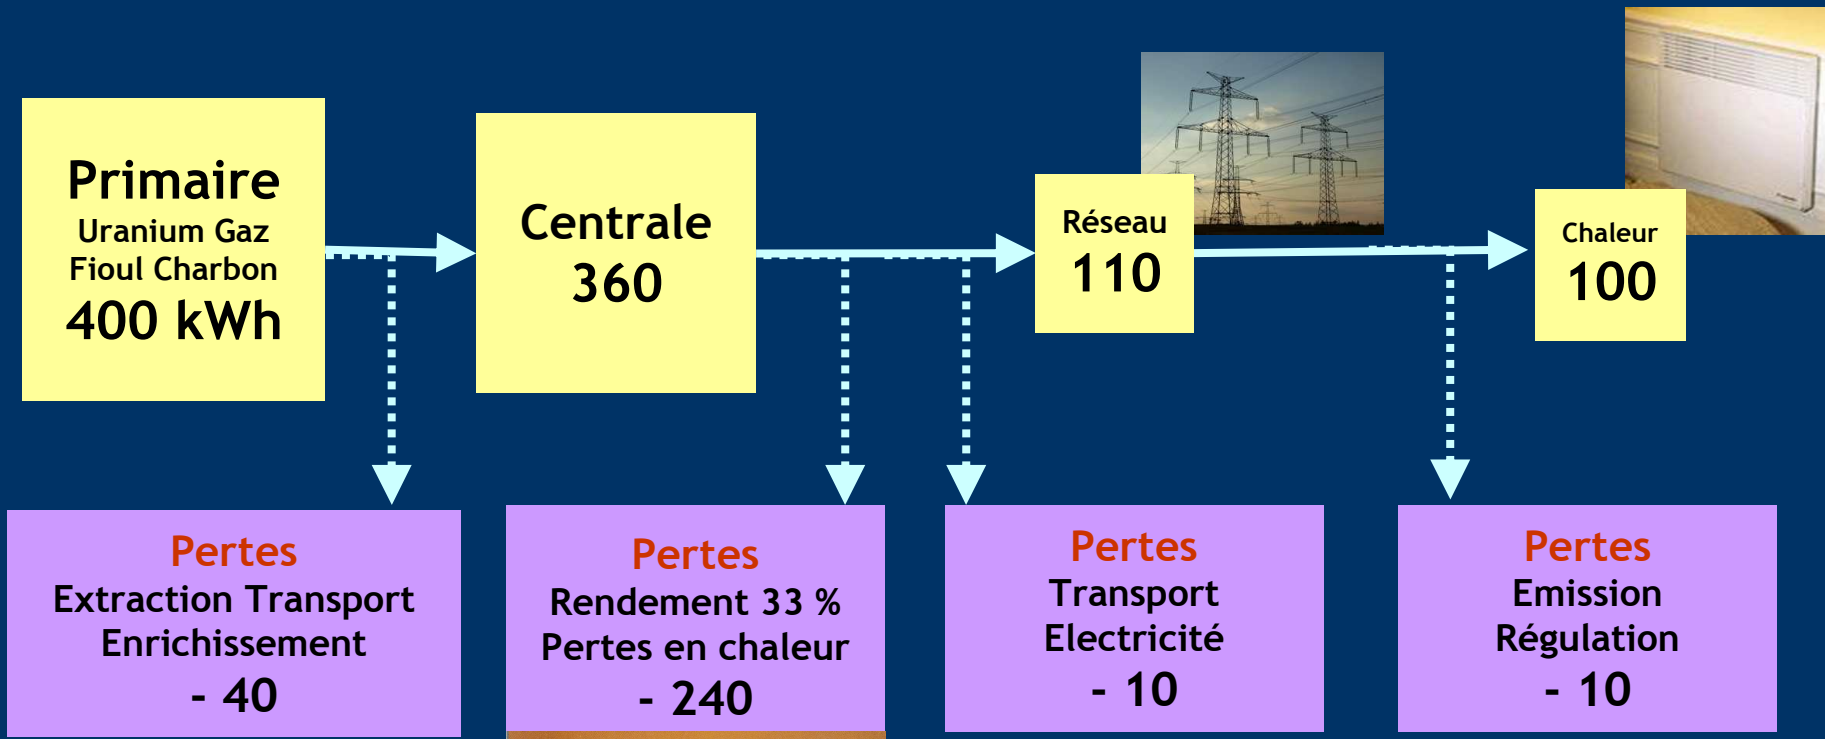 Primaire
Uranium Gaz
Fioul Charbon
400 kWh
Centrale
360
Réseau
110
Chaleur
100
Pertes
Extraction Transport
Enrichissement
- 40
Pertes
Rendement 33 %
Pertes en chaleur
- 240
Pertes
Transport
Electricité
- 10
Pertes
Emission
Régulation
- 10